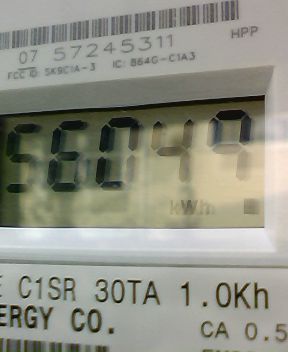 HPP
07 57245311
FCC ID: SK9C1A-3 IC: 864G-C1A3
56049
kWh
E C1SR 30TA 1.0Kh
ERGY CO.
CA 0.5